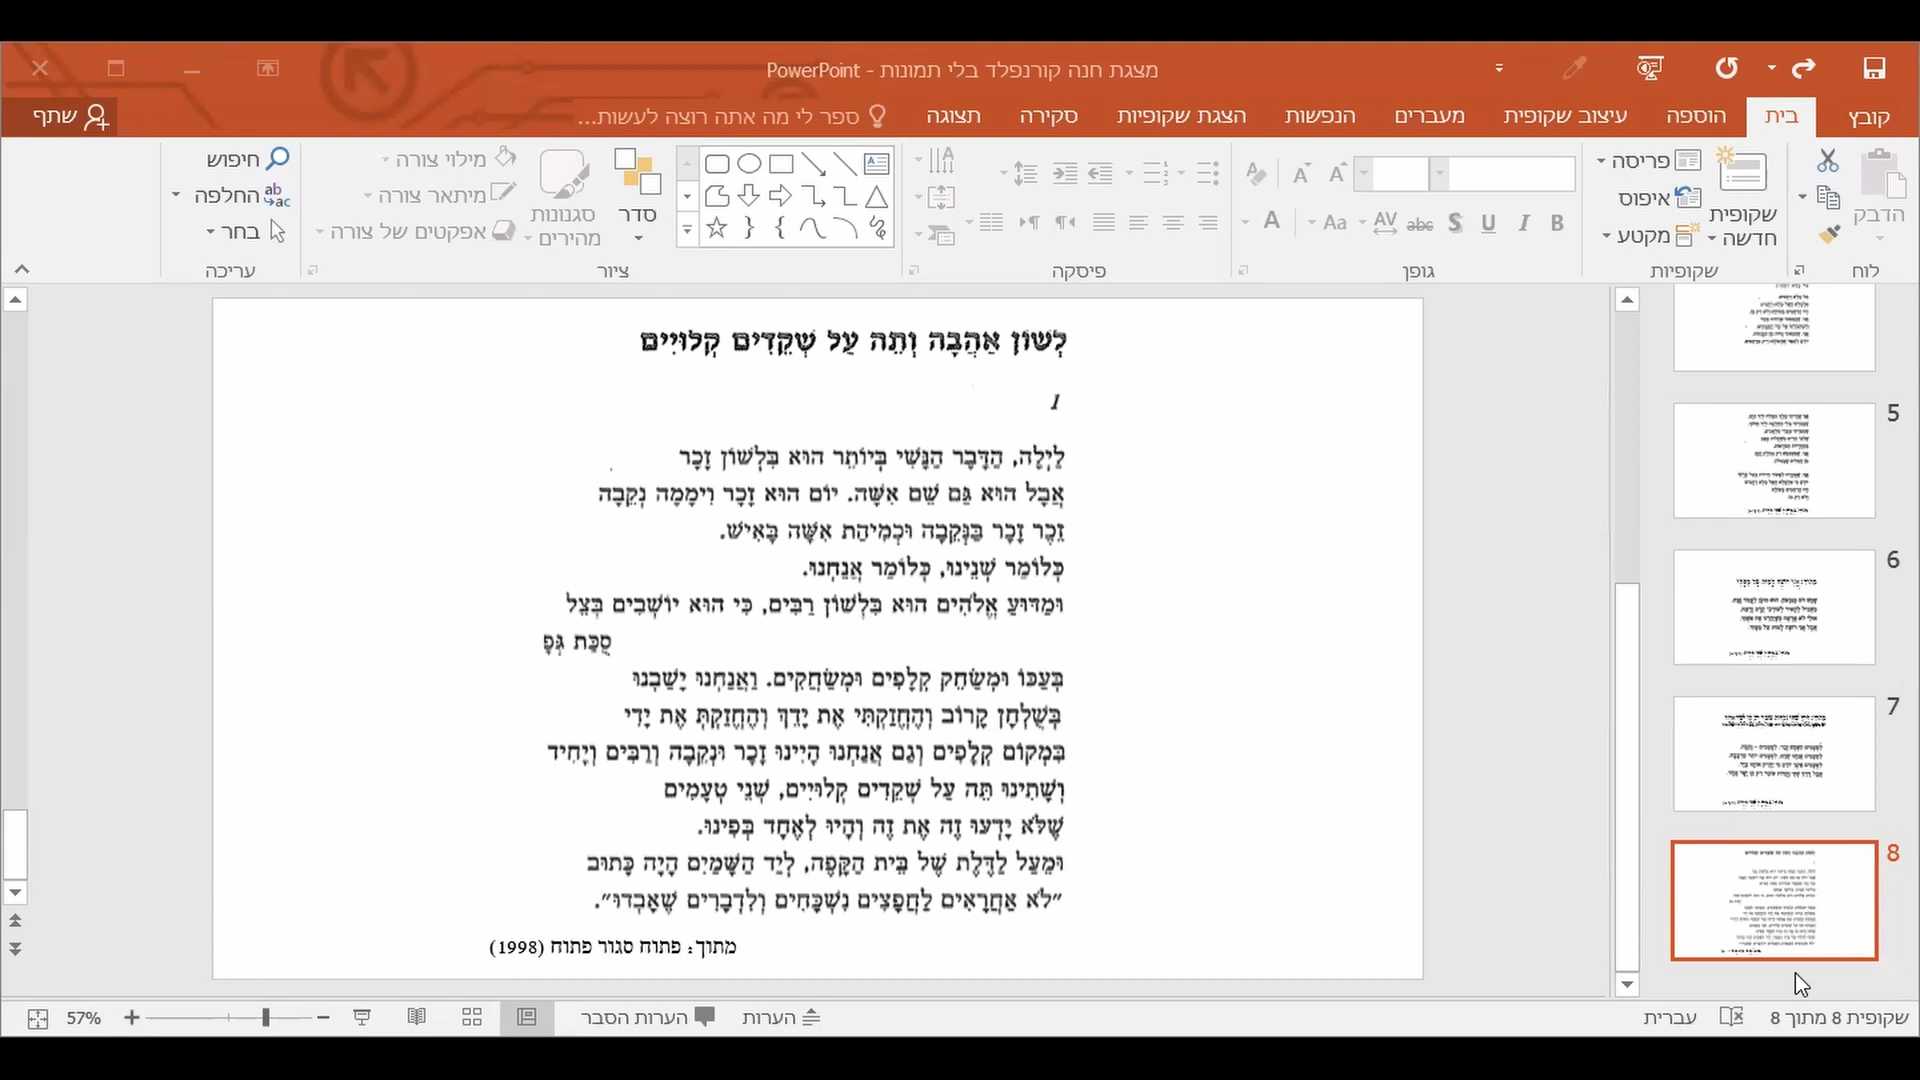 מצגת חנה קורנפלד בלי תמונות - PowerPoint
קובץ בית הוספה עיצוב שקופית מעברים הנפשות הצגת שקופיות סקירה תצוגה ספר לי מה אתה רוצה לעשות... שתף
הדבק
שקופית חדשה
פריסה
איפוס
מקטע
סדר
סגנונות מהירים
מילוי צורה
מיתאר צורה
אפקטים של צורה
חיפוש
החלפה
בחר
לוח שקופיות גופן פיסקה ציור עריכה
לְשׁוֹן אַהֲבָה וְתֵה עַל שְׁקֵדִים קְלוּיִים
1
לַיְלָה, הַדָּבָר הַנָּשִׁי בְּיוֹתֵר הוּא בִּלְשׁוֹן זָכָר
אֲבָל הוּא גַּם שֵׁם אִשָּׁה. יוֹם הוּא זָכָר וִימָמָה נְקֵבָה
זֵכֶר זָכָר בַּנְּקֵבָה וּכְמִיהַת אִשָּׁה בָּאִישׁ.
כְּלוֹמַר שְׁנֵינוּ, כְּלוֹמַר אֲנַחְנוּ.
וּמַדּוּעַ אֱלֹהִים הוּא בִּלְשׁוֹן רַבִּים, כִּי הוּא יוֹשְׁבִים בְּצֵל
סֻכַּת גְּפָ
בְּעַכּוֹ וּמְשַׂחֵק קְלָפִים וּמְשַׂחֲקִים. וַאֲנַחְנוּ יָשַׁבְנוּ
בְּשֻׁלְחָן קָרוֹב וְהֶחֱזַקְתִּי אֶת יָדֵךְ וְהֶחֱזַקְתְּ אֶת יָדִי
בִּמְקוֹם קְלָפִים וְגַם אֲנַחְנוּ הָיִינוּ זָכָר וּנְקֵבָה וְרַבִּים וְיָחִיד
וְשָׁתִינוּ תֵּה עַל שְׁקֵדִים קְלוּיִים, שְׁנֵי טְעָמִים
שֶׁלֹּא יָדְעוּ זֶה אֶת זֶה וְהָיוּ לְאֶחָד בְּפִינוּ.
וּמֵעַל לַדֶּלֶת שֶׁל בֵּית הַקָּפֶה, לְיַד הַשָּׁמַיִם הָיָה כָּתוּב
״לֹא אַחֲרָאִים לַחֲפָצִים נִשְׁכָּחִים וְלִדְבָרִים שֶׁאָבְדוּ״.
מתוך: פתוח סגור פתוח (1998)
5
6
7
8
שקופית 8 מתוך 8 עברית הערות הערות הסבר 57%